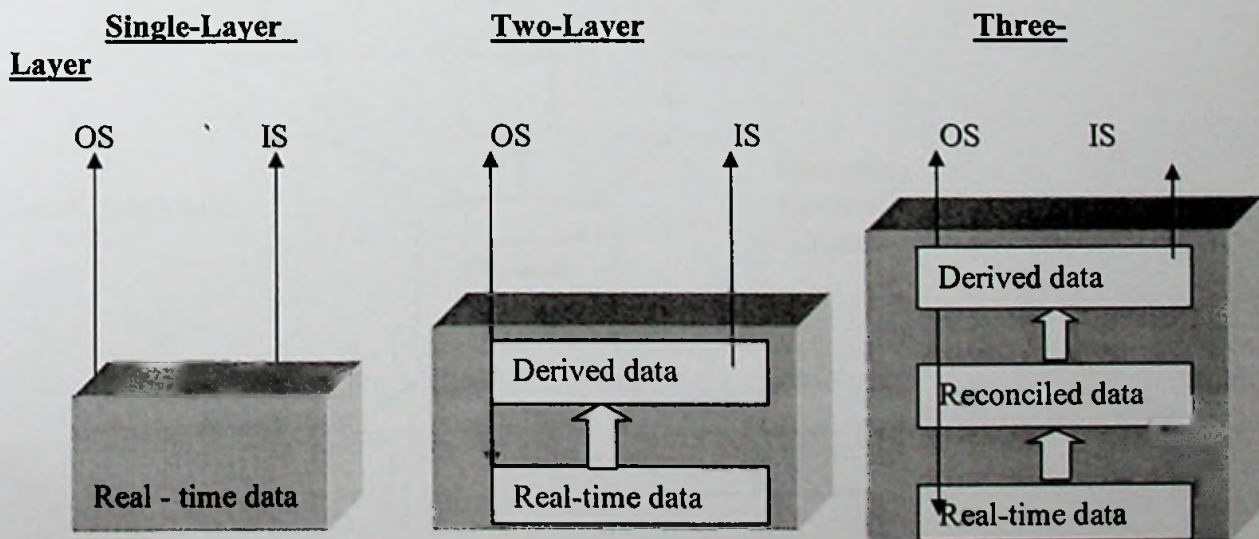 Single-Layer Two-Layer Three-
Layer
OS IS OS IS OS IS
Derived data
Derived data
Reconciled data
Real - time data Real-time data Real-time data